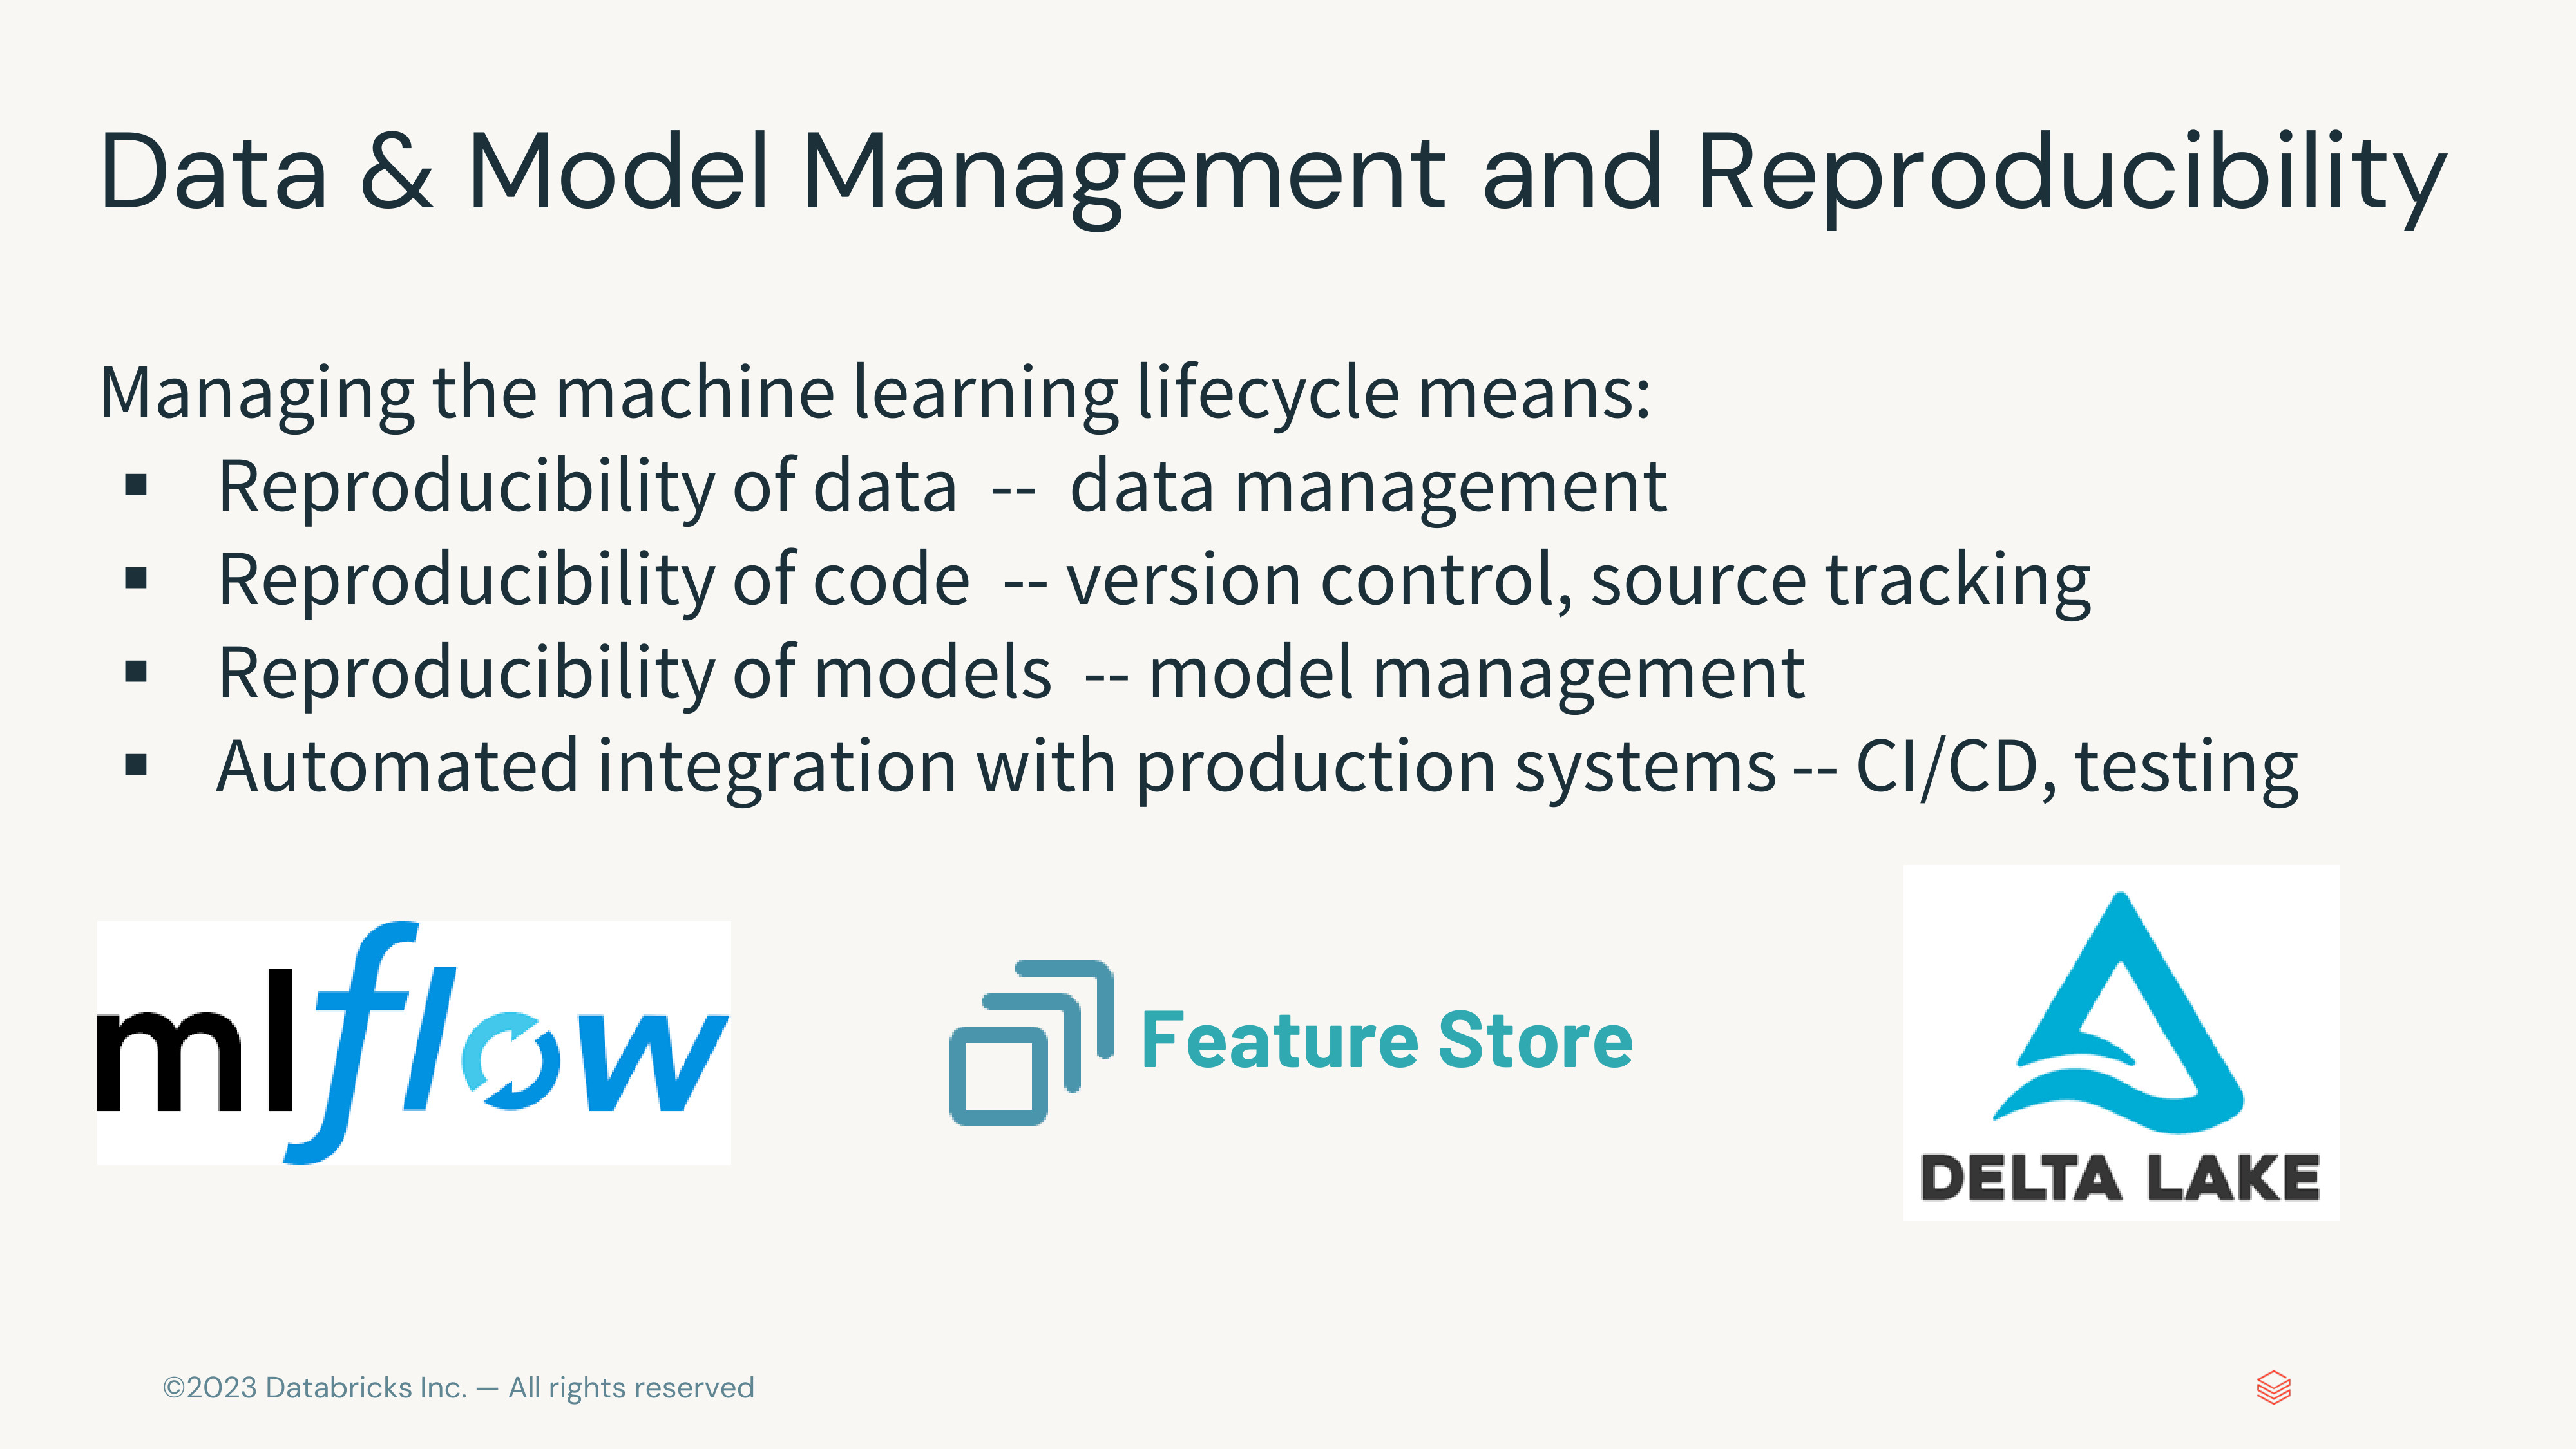 Data & Model Management and Reproducibility
Managing the machine learning lifecycle means:
▪ Reproducibility of data -- data management
▪ Reproducibility of code -- version control, source tracking
▪ Reproducibility of models -- model management
▪ Automated integration with production systems -- CI/CD, testing
mlflow
Feature Store
DELTA LAKE
©2023 Databricks Inc. — All rights reserved